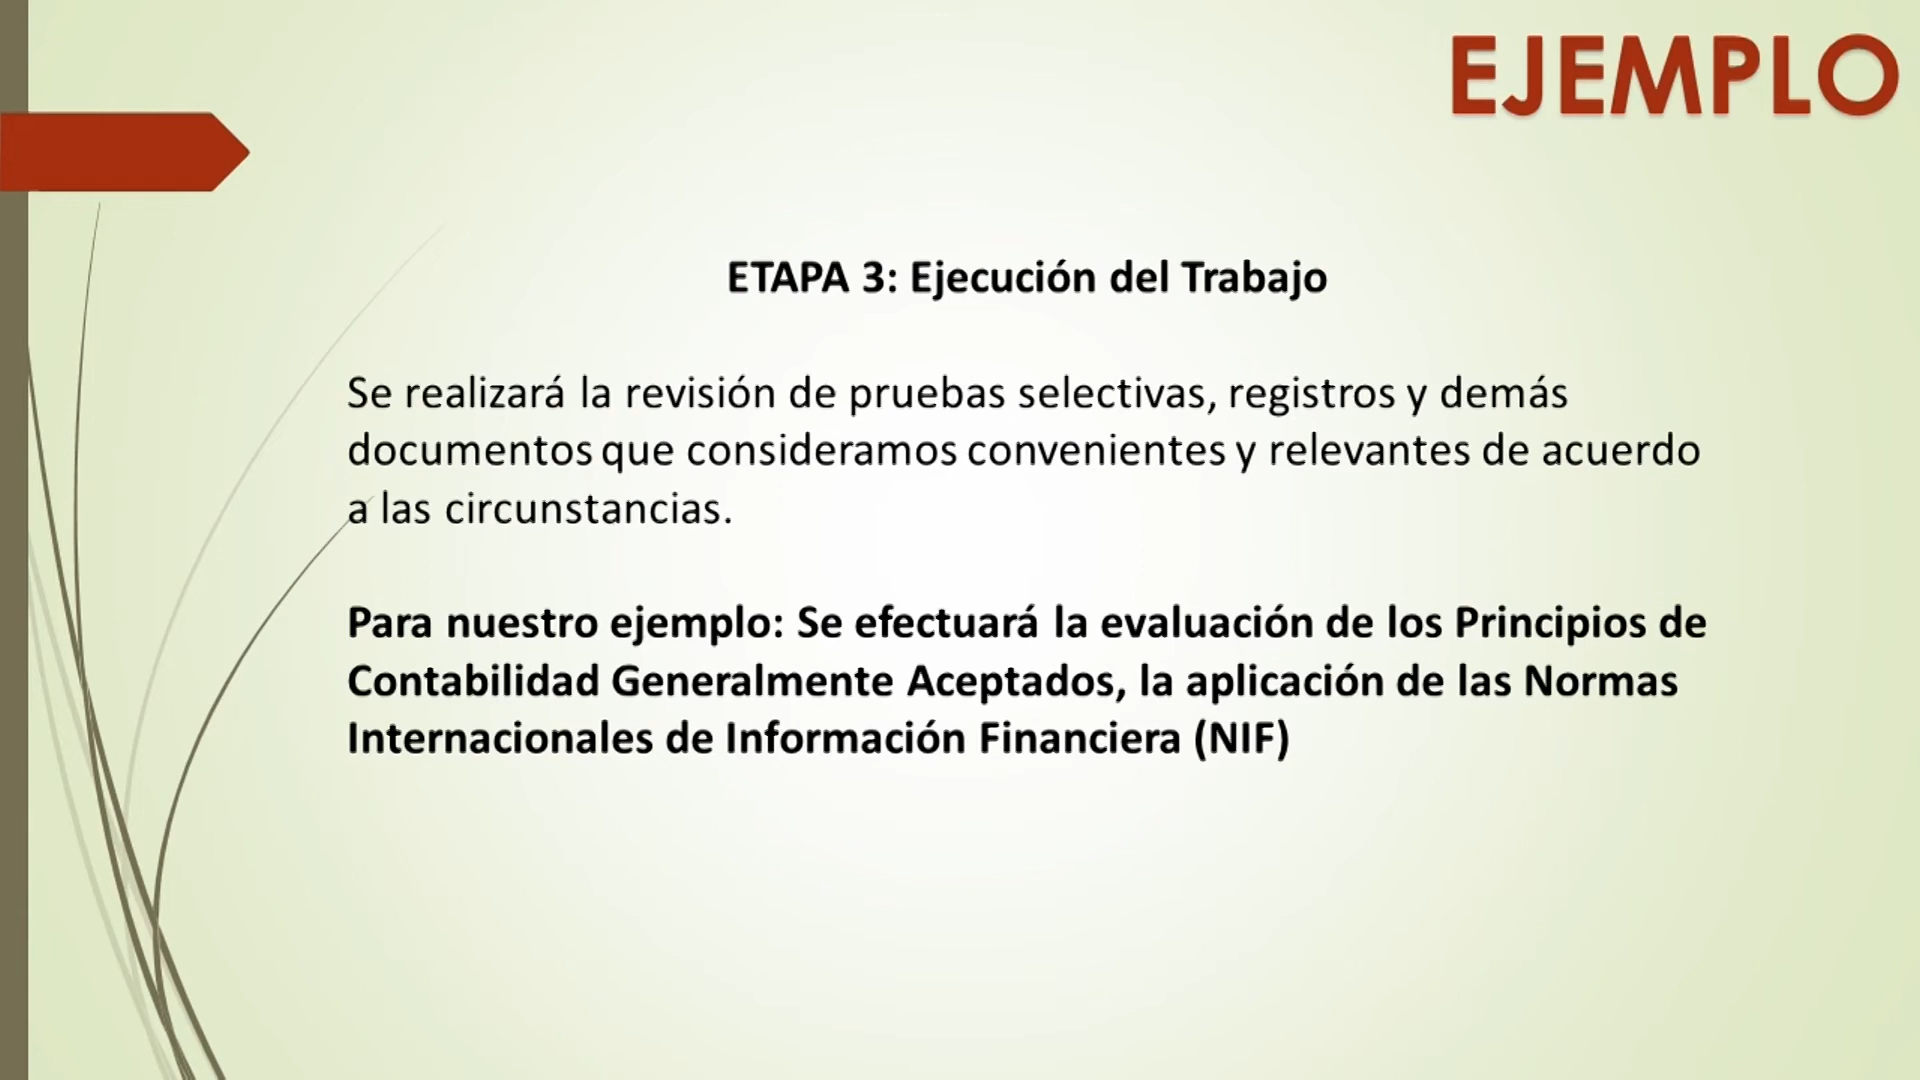 EJEMPLO
ETAPA 3: Ejecución del Trabajo
Se realizará la revisión de pruebas selectivas, registros y demás
documentos que consideramos convenientes y relevantes de acuerdo
a las circunstancias.
Para nuestro ejemplo: Se efectuará la evaluación de los Principios de
Contabilidad Generalmente Aceptados, la aplicación de las Normas
Internacionales de Información Financiera (NIF)